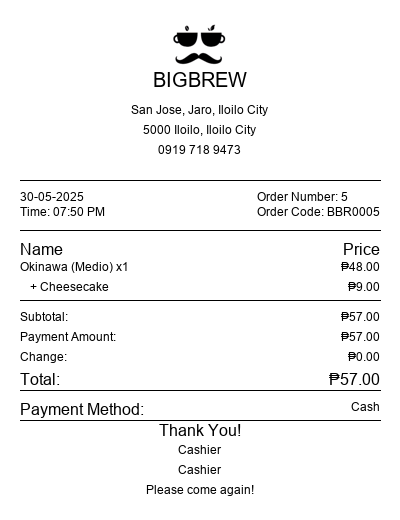 BIGBREW
San Jose, Jaro, Iloilo City
5000 Iloilo, Iloilo City
0919 718 9473
30-05-2025 Order Number: 5
Time: 07:50 PM Order Code: BBR0005
Name Price
Okinawa (Medio) x1 ₱48.00
+ Cheesecake ₱9.00
Subtotal: ₱57.00
Payment Amount: ₱57.00
Change: ₱0.00
Total: ₱57.00
Payment Method: Cash
Thank You!
Cashier
Cashier
Please come again!